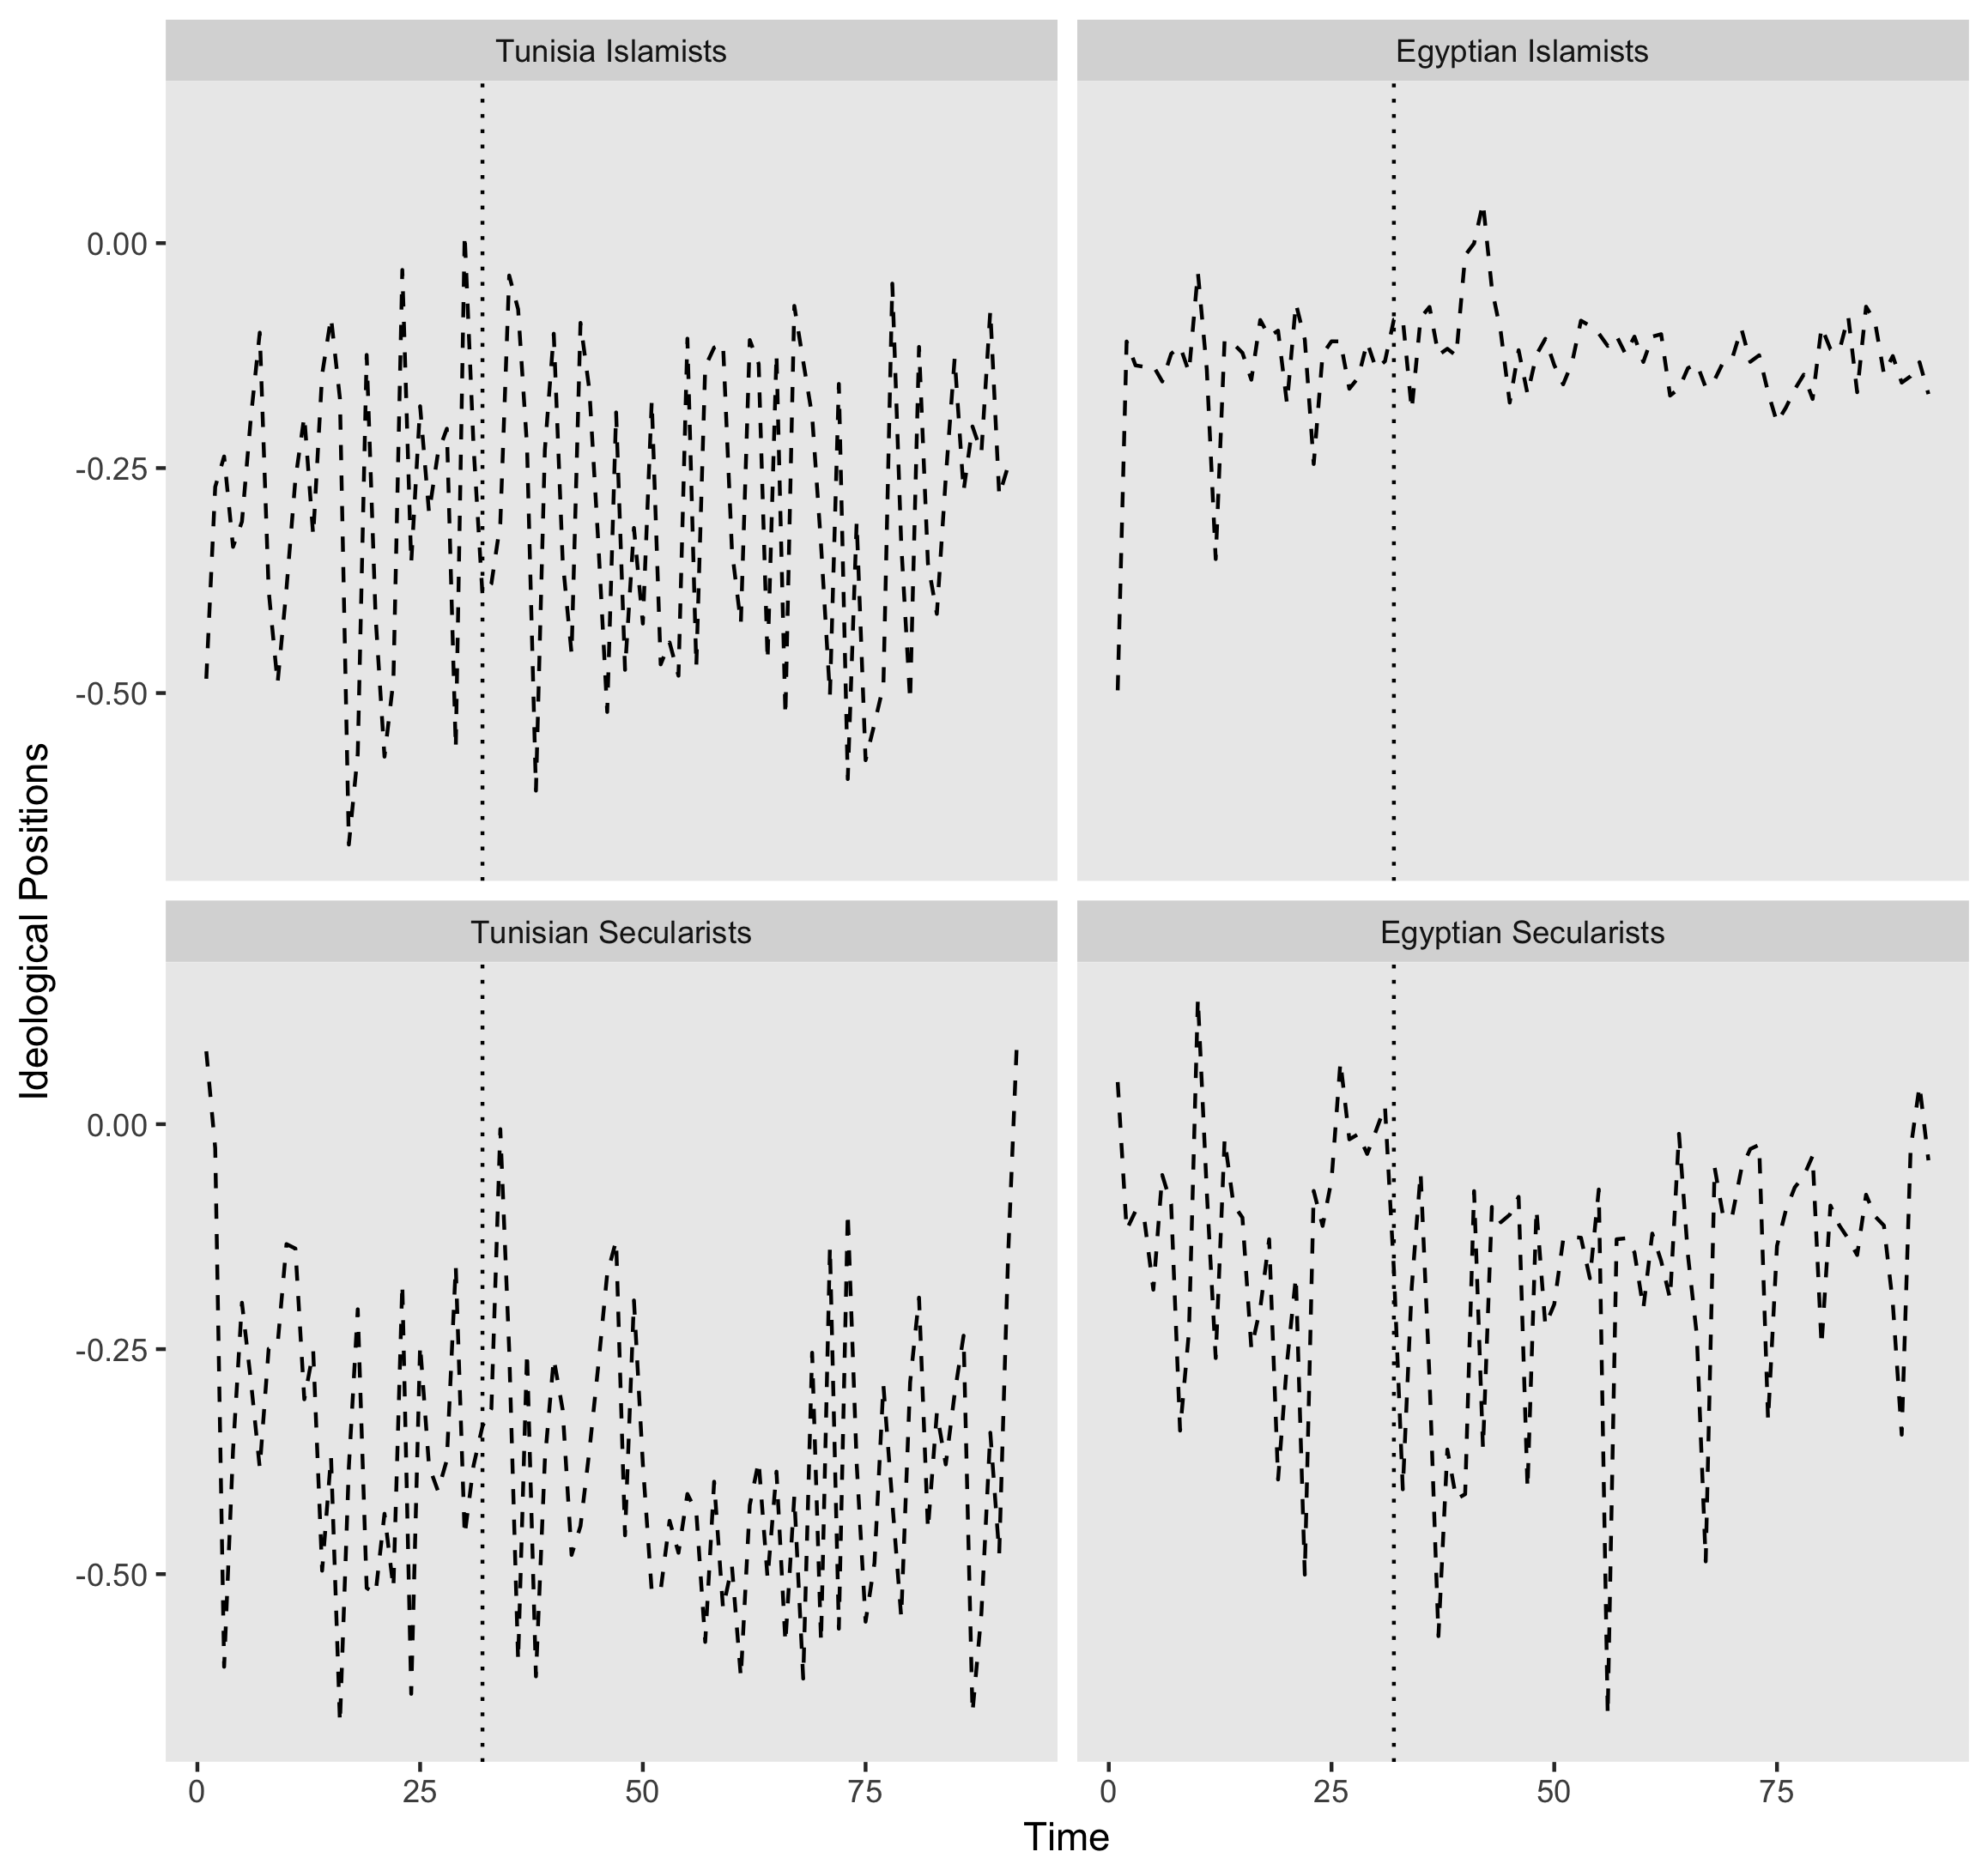 Tunisia Islamists
Egyptian Islamists
0.00
-0.25
-0.50
Tunisian Secularists
Egyptian Secularists
0.00
-0.25
-0.50
Ideological Positions
0 25 50 75
0 25 50 75
Time